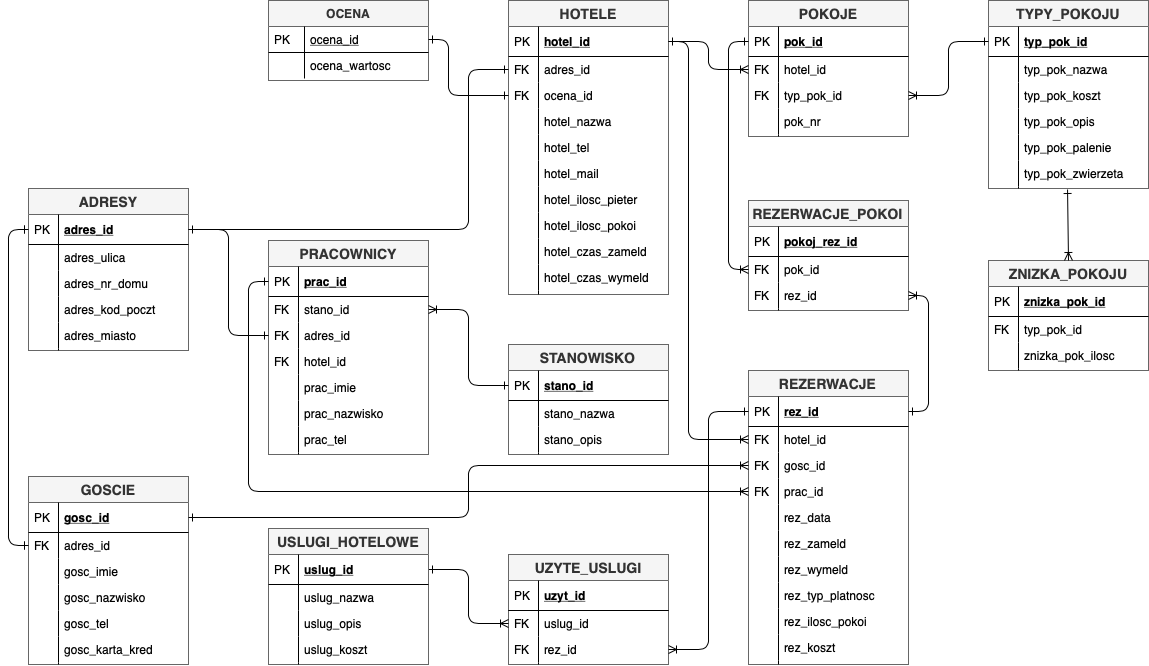 OCENA
PK ocena_id
ocena_wartosc
HOTELE
PK hotel_id
FK adres_id
FK ocena_id
hotel_nazwa
hotel_tel
hotel_mail
hotel_ilosc_pieter
hotel_ilosc_pokoi
hotel_czas_zameld
hotel_czas_wymeld
POKOJE
PK pok_id
FK hotel_id
FK typ_pok_id
pok_nr
TYPY_POKOJU
PK typ_pok_id
typ_pok_nazwa
typ_pok_koszt
typ_pok_opis
typ_pok_palenie
typ_pok_zwierzeta
ADRESY
PK adres_id
adres_ulica
adres_nr_domu
adres_kod_poczt
adres_miasto
PRACOWNICY
PK prac_id
FK stano_id
FK adres_id
FK hotel_id
prac_imie
prac_nazwisko
prac_tel
REZERWACJE_POKOI
PK pokoj_rez_id
FK pok_id
FK rez_id
ZNIZKA_POKOJU
PK znizka_pok_id
FK typ_pok_id
znizka_pok_ilosc
STANOWISKO
PK stano_id
stano_nazwa
stano_opis
REZERWACJE
PK rez_id
FK hotel_id
FK gosc_id
FK prac_id
rez_data
rez_zameld
rez_wymeld
rez_typ_platnosc
rez_ilosc_pokoi
rez_koszt
GOSCIE
PK gosc_id
FK adres_id
gosc_imie
gosc_nazwisko
gosc_tel
gosc_karta_kred
USLUGI_HOTELOWE
PK uslug_id
uslug_nazwa
uslug_opis
uslug_koszt
UZYTE_USLUGI
PK uzyt_id
FK uslug_id
FK rez_id